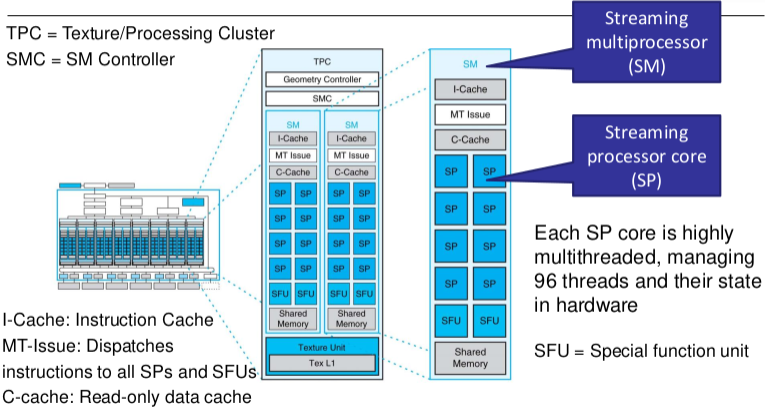 TPC = Texture/Processing Cluster
SMC = SM Controller
I-Cache: Instruction Cache
MT-Issue: Dispatches
instructions to all SPs and SFUs
C-cache: Read-only data cache
TPC
Geometry Controller
SMC
SM
SM
I-Cache
I-Cache
MT Issue
MT Issue
C-Cache
C-Cache
SP SP SP SP
SP SP SP SP
SP SP SP SP
SP SP SP SP
SFU SFU SFU SFU
Shared
Memory
Shared
Memory
Texture Unit
Tex L1
SM
I-Cache
MT Issue
C-Cache
SP SP
SP SP
SP SP
SP SP
SFU SFU
Shared
Memory
Streaming
multiprocessor
(SM)
Streaming
processor core
(SP)
Each SP core is highly
multithreaded, managing
96 threads and their state
in hardware
SFU = Special function unit